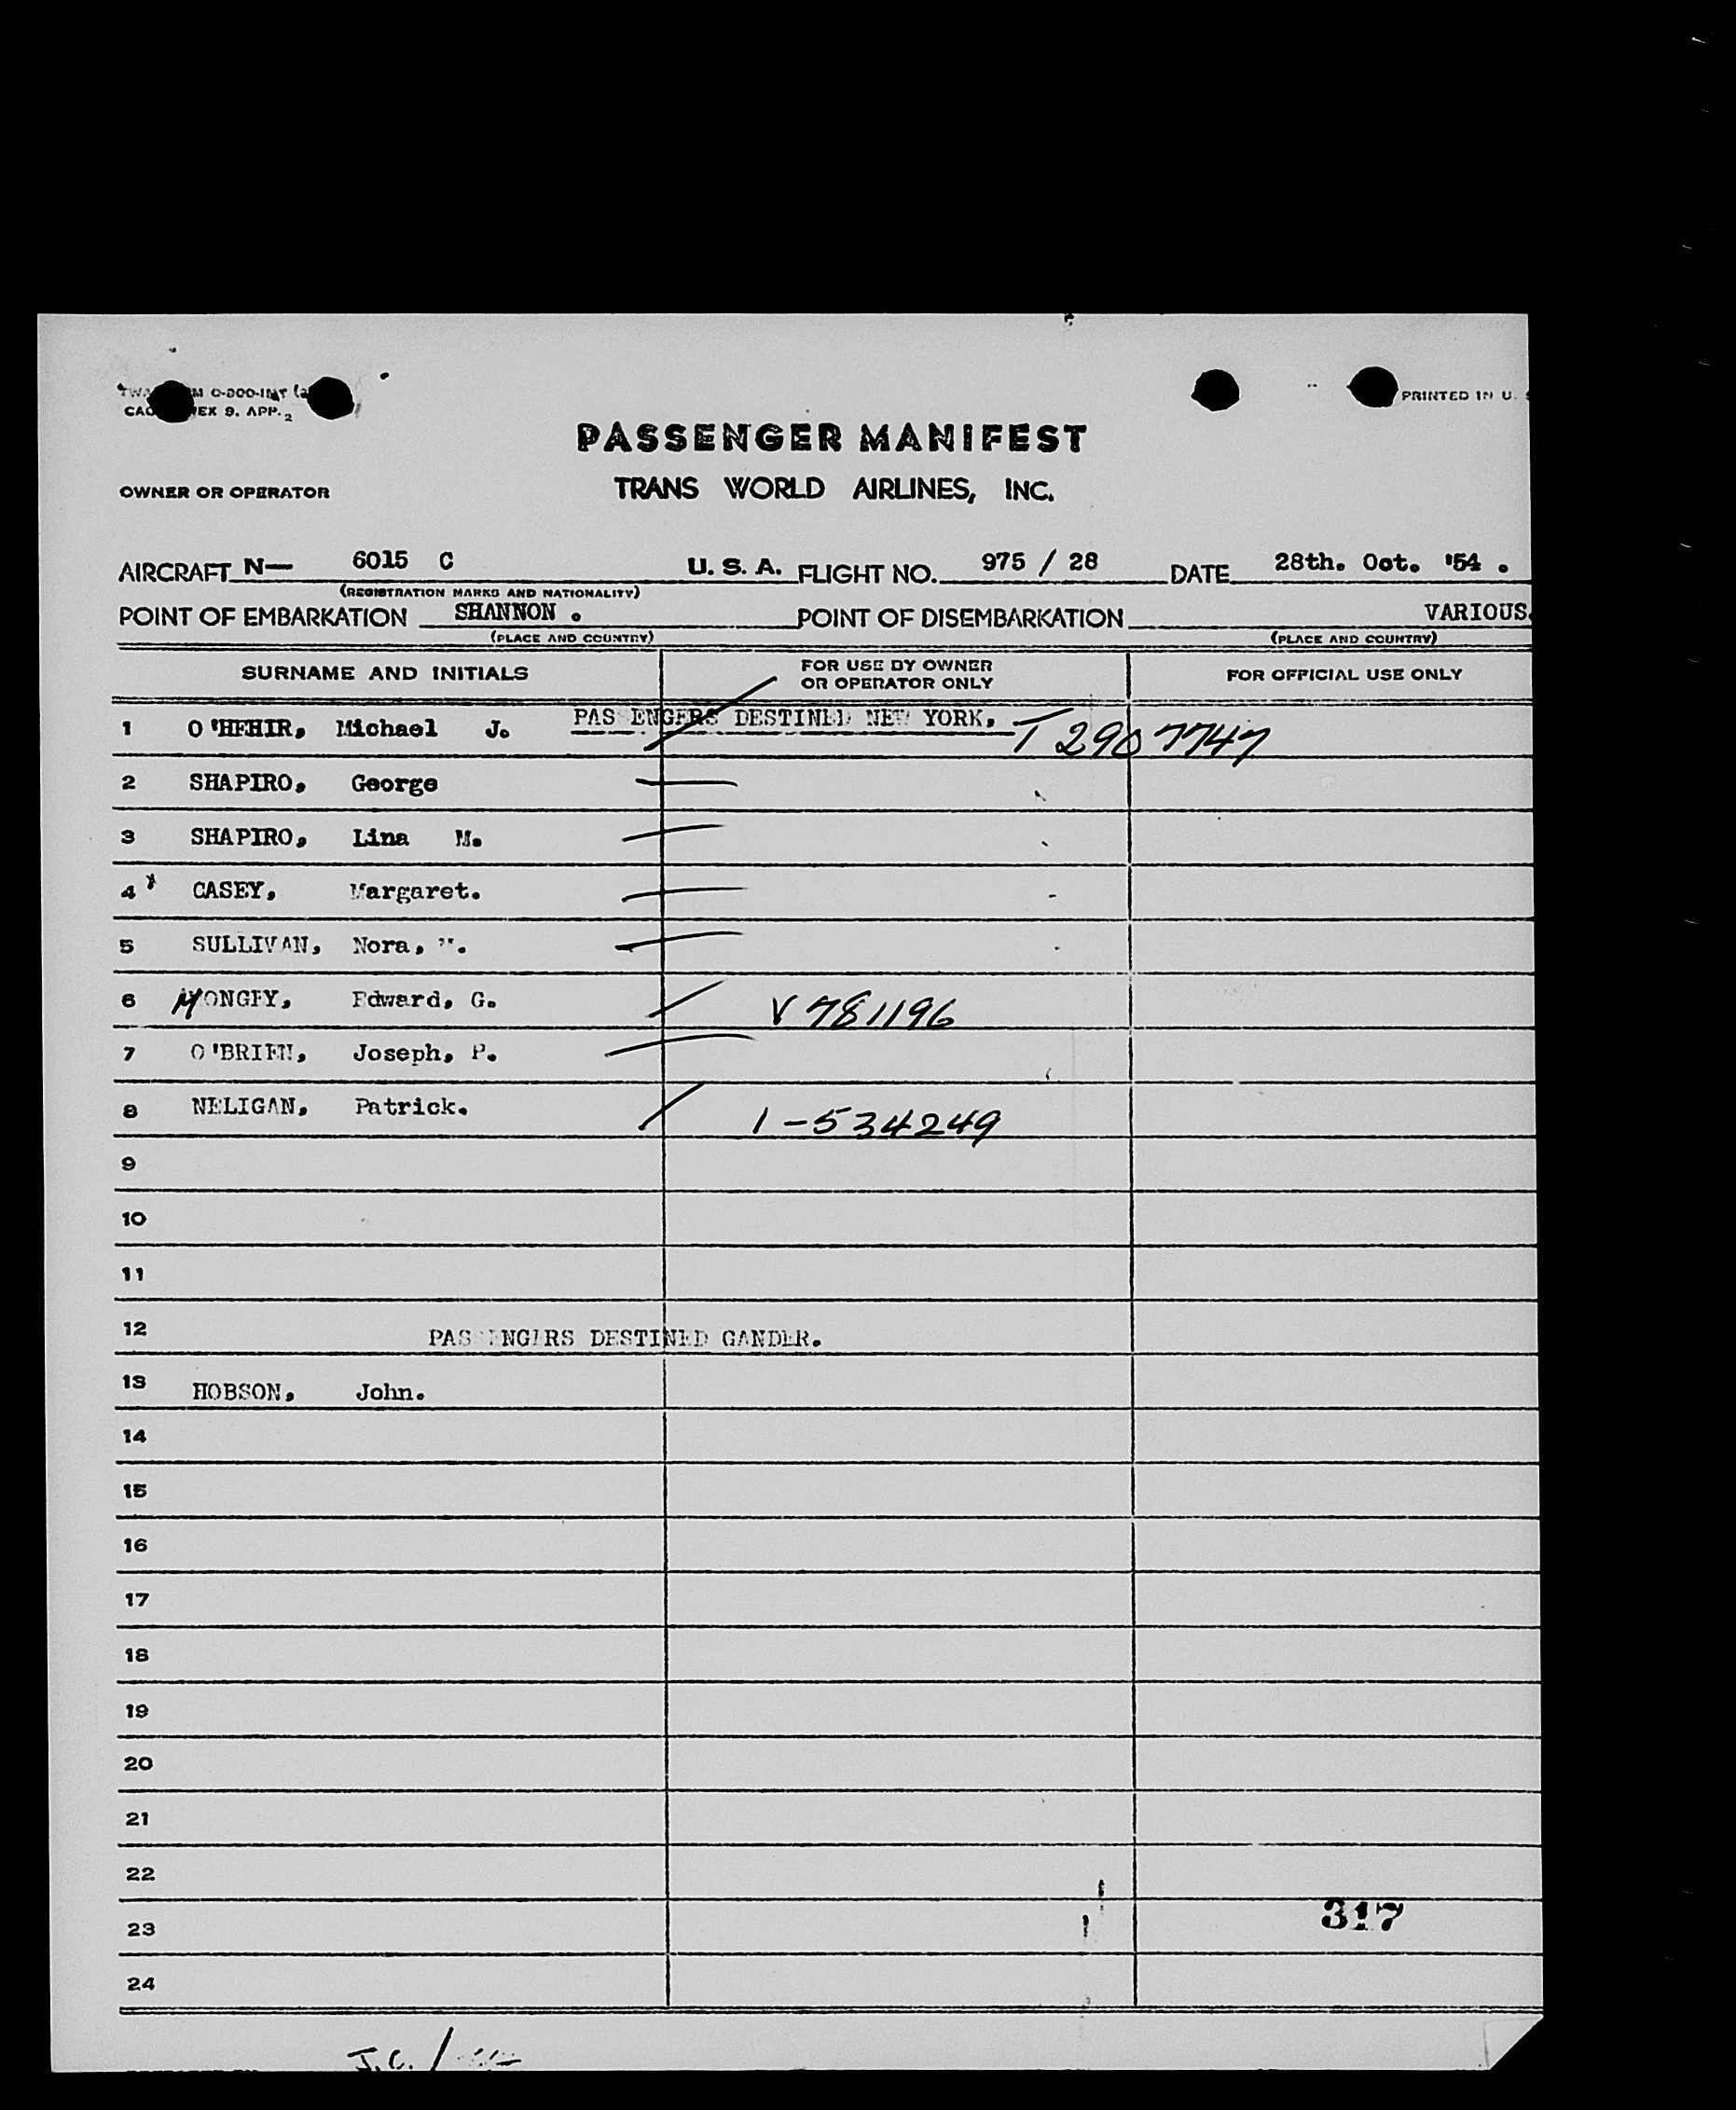 PRINTED IN U.
PASSENGER MANIFEST
OWNER OR OPERATOR TRANS WORLD AIRLINES, INC.
AIRCRAFT N— 6015 C U. S. A. FLIGHT NO. 975 / 28 DATE 28th. Oct. '54 .
(REGISTRATION MARKS AND NATIONALITY)
POINT OF EMBARKATION SHANNON . POINT OF DISEMBARKATION VARIOUS.
(PLACE AND COUNTRY) (PLACE AND COUNTRY)
SURNAME AND INITIALS FOR USE BY OWNER OR OPERATOR ONLY FOR OFFICIAL USE ONLY
PASSENGERS DESTINED NEW YORK.
1 O'HEHIR, Michael J. T 2907747
2 SHAPIRO, George
3 SHAPIRO, Lina M.
4 CASEY, Margaret.
5 SULLIVAN, Nora,
6 MONGEY, Edward, G. V 781196
7 O'BRIEN, Joseph, P.
8 NELIGAN, Patrick. 1-534249
9
10
11
12 PASSENGERS DESTINED GANDER.
13 HOBSON, John.
14
15
16
17
18
19
20
21
22
23 317
24
J.C. /